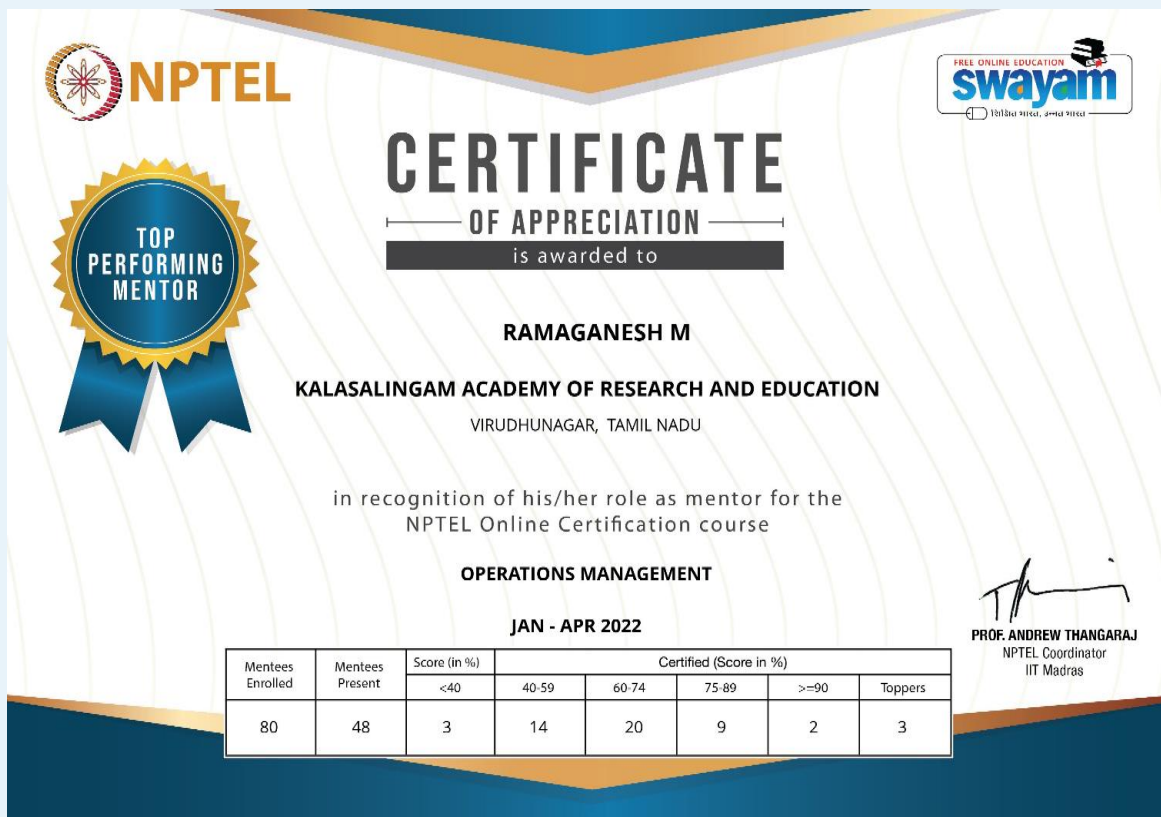 NPTEL
FREE ONLINE EDUCATION
swayam
शिक्षित भारत, उन्नत भारत
CERTIFICATE
OF APPRECIATION
is awarded to
TOP
PERFORMING
MENTOR
RAMAGANESH M
KALASALINGAM ACADEMY OF RESEARCH AND EDUCATION
VIRUDHUNAGAR, TAMIL NADU
in recognition of his/her role as mentor for the
NPTEL Online Certification course
OPERATIONS MANAGEMENT
JAN - APR 2022
PROF. ANDREW THANGARAJ
NPTEL Coordinator
IIT Madras
Mentees Enrolled Mentees Present Score (in %) Certified (Score in %)
<40 40-59 60-74 75-89 >=90 Toppers
80 48 3 14 20 9 2 3